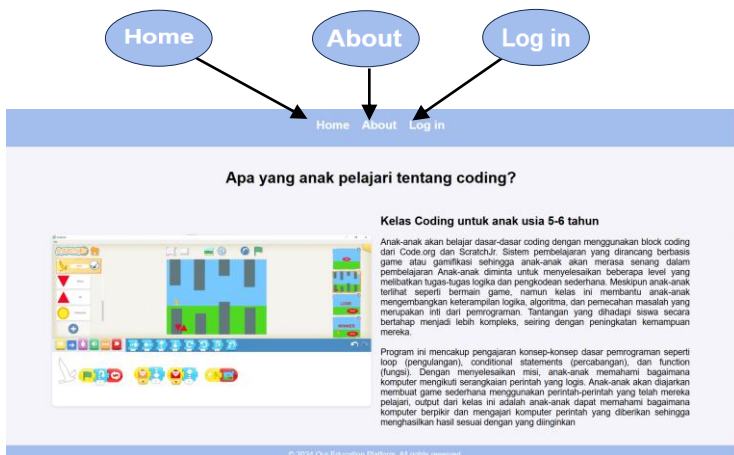 Home About Log in
Home About Log in
Apa yang anak pelajari tentang coding?
Kelas Coding untuk anak usia 5-6 tahun
Anak-anak akan belajar dasar-dasar coding dengan menggunakan block coding
dari Code.org dan ScratchJr. Sistem pembelajaran yang dirancang berbasis
game atau gamifikasi sehingga anak-anak akan merasa senang dalam
pembelajaran Anak-anak diminta untuk menyelesaikan beberapa level yang
melibatkan tugas-tugas logika dan pengkodean sederhana. Meskipun anak-anak
terlihat seperti bermain game, namun kelas ini membantu anak-anak
mengembangkan keterampilan logika, algoritma, dan pemecahan masalah yang
merupakan inti dari pemrograman. Tantangan yang dihadapi siswa secara
bertahap menjadi lebih kompleks, seiring dengan peningkatan kemampuan
mereka.
Program ini mencakup pengajaran konsep-konsep dasar pemrograman seperti
loop (pengulangan), conditional statements (percabangan), dan function
(fungsi). Dengan menyelesaikan misi, anak-anak memahami bagaimana
komputer mengikuti serangkaian perintah yang logis. Anak-anak akan diajarkan
membuat game sederhana menggunakan perintah-perintah yang telah mereka
pelajari, output dari kelas ini adalah anak-anak dapat memahami bagaimana
komputer berpikir dan mengajari komputer perintah yang diberikan sehingga
menghasilkan hasil sesuai dengan yang diinginkan
© 2024 Our Education Platform. All rights reserved.